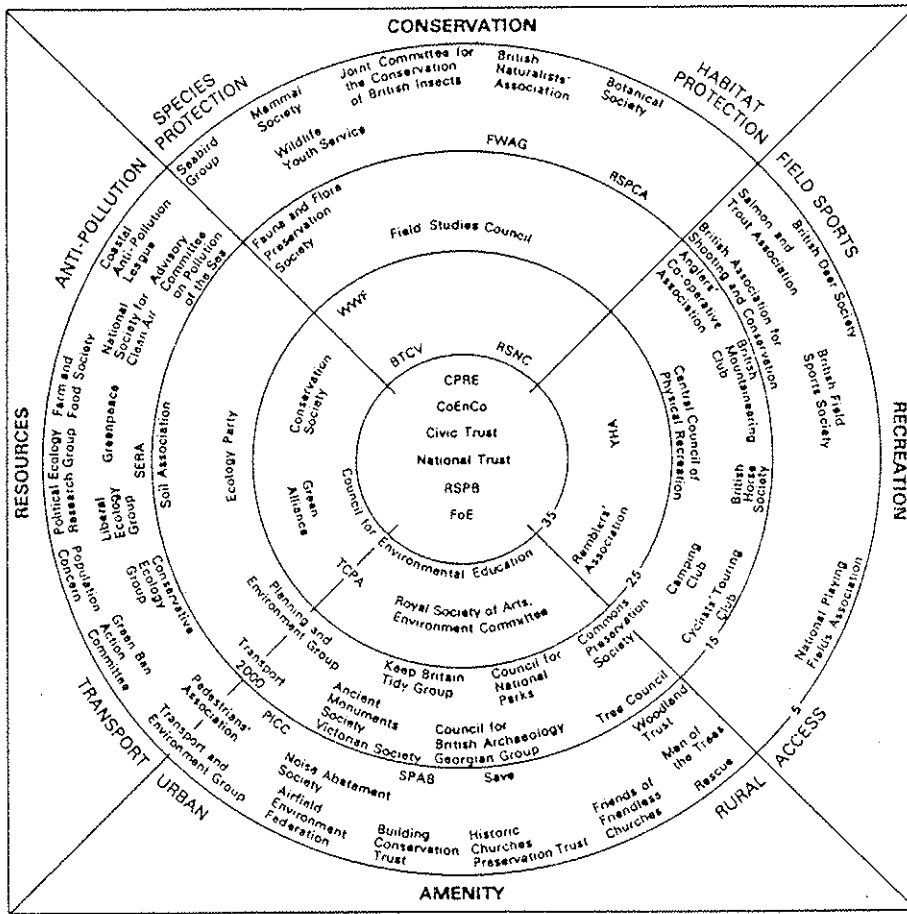 CONSERVATION
SPECIES
PROTECTION
HABITAT
PROTECTION
Seabird
Group
Mammal
Society
Wildlife
Youth Service
Joint Committee for
the Conservation
of British Insects
British
Naturalists'
Association
Botanical
Society
FWAG
RSPCA
Fauna and Flora
Preservation
Society
Field Studies Council
WWF
BTCV
RSNC
FIELD SPORTS
RECREATION
ACCESS
Salmon and
Trout Association
British Deer Society
British Association for
Shooting and Conservation
Anglers'
Co-operative
Association
British Field
Sports Society
British
Mountaineering
Club
Central Council of
Physical Recreation
YHA
British
Horse
Society
Ramblers'
Association
Camping
Club
Cyclists' Touring
Club
National Playing
Fields Association
35
25
15
5
CPRE
CoEnCo
Civic Trust
National Trust
RSPB
FoE
ANTI-POLLUTION
RESOURCES
TRANSPORT
Coastal
Anti-Pollution
League
Advisory
Committee
on Pollution
of the Sea
National
Society for
Clean Air
Farm and
Food Society
Greenpeace
Political Ecology
Research Group
SERA
Soil Association
Ecology Party
Conservation
Society
Green
Alliance
Liberal
Ecology
Group
Conservative
Ecology
Group
Population
Concern
Green Ban
Action
Committee
Council for Environmental Education
TCPA
Planning and
Environment Group
Transport
2000
Pedestrians'
Association
Transport and
Environment Group
URBAN
AMENITY
RURAL
Royal Society of Arts,
Environment Committee
Commons
Preservation
Society
Keep Britain
Tidy Group
Council for
National
Parks
PICC
Ancient
Monuments
Society
Victorian Society
Council for
British Archaeology
Georgian Group
Tree Council
Woodland
Trust
Men of
the Trees
Rescue
Noise Abatement
Society
Airfield
Environment
Federation
SPAB
Save
Building
Conservation
Trust
Historic
Churches
Preservation Trust
Friends of
Friendless
Churches